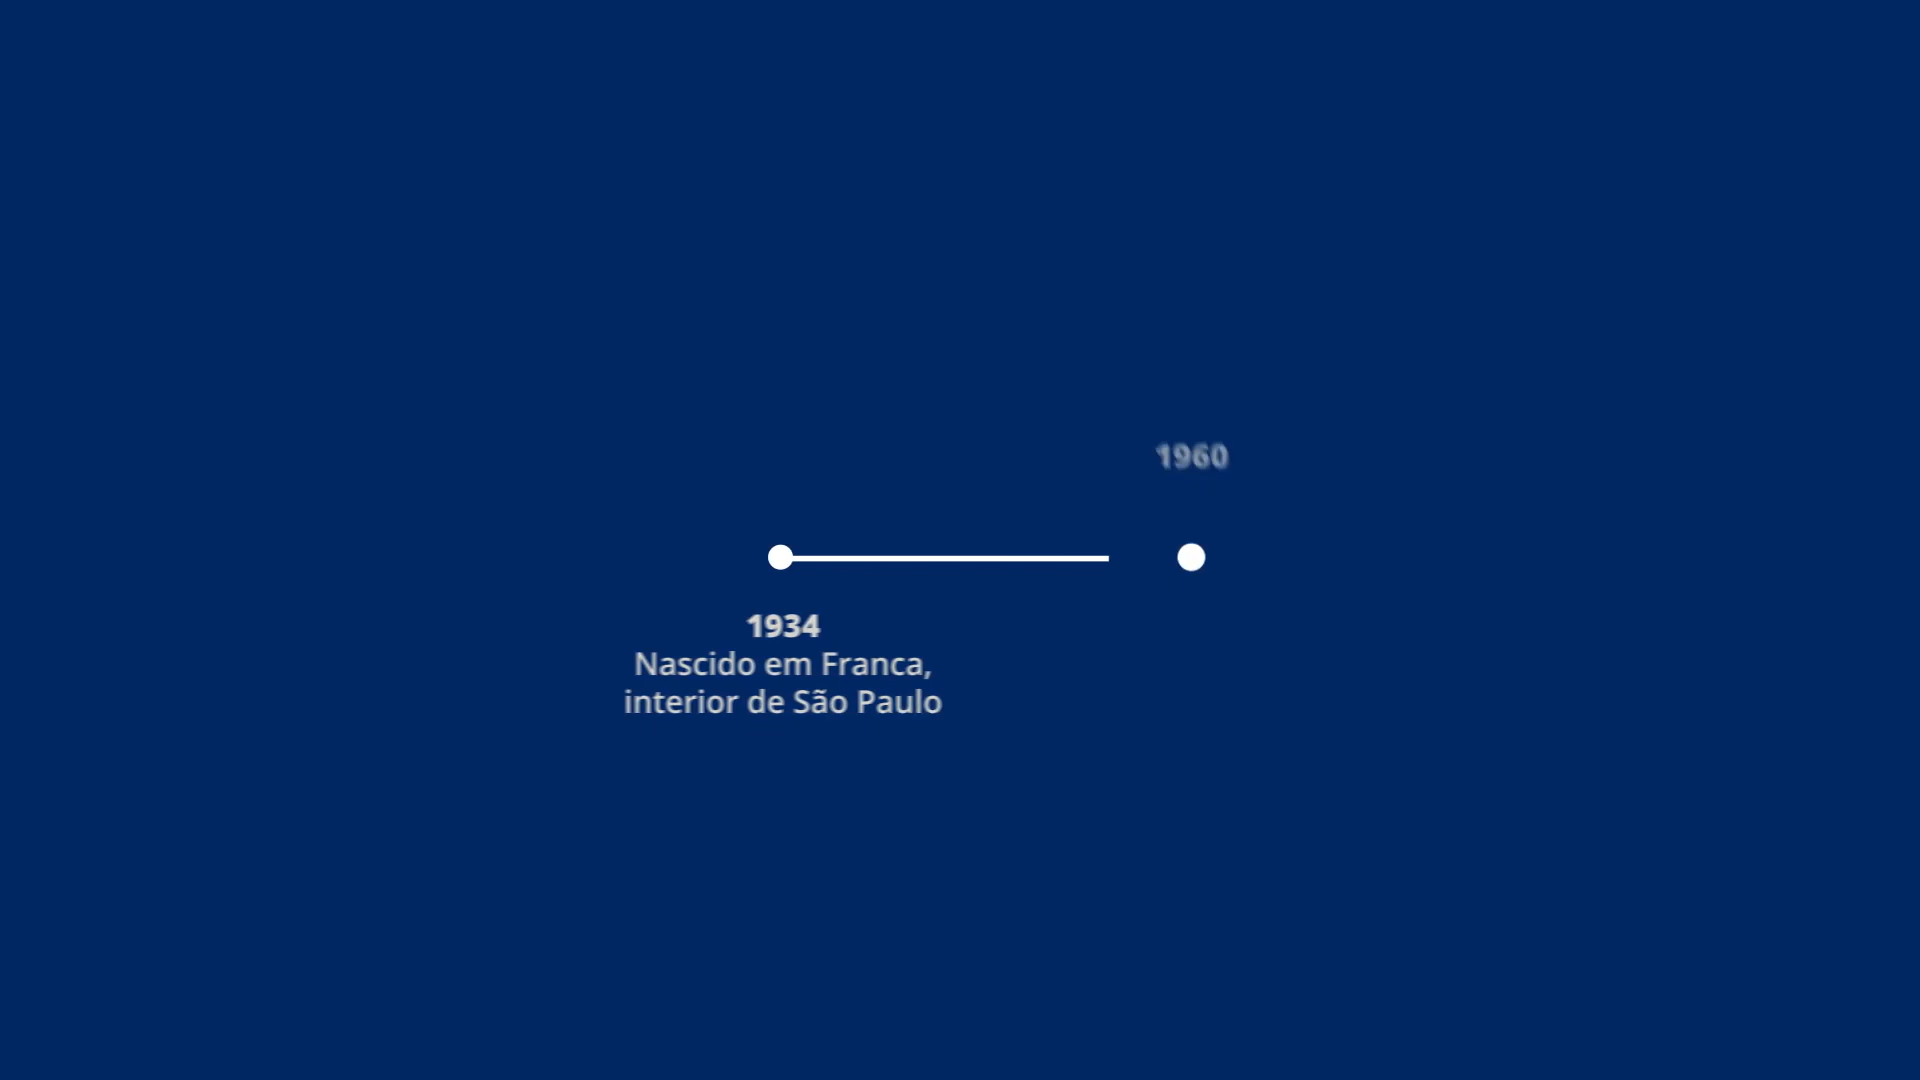 1960
1934
Nascido em Franca,
interior de São Paulo